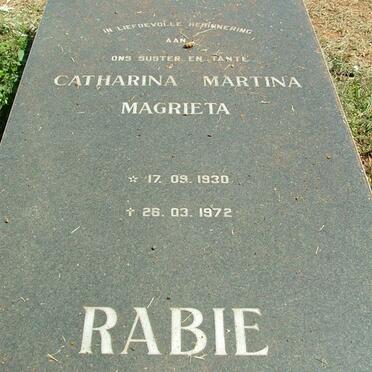 IN LIEFDEVOLLE HERINNERING
AAN
ONS SUSTER EN TANTE
CATHARINA MARTINA
MAGRIETA
☆ 17. 09. 1930
✝ 26. 03. 1972
RABIE